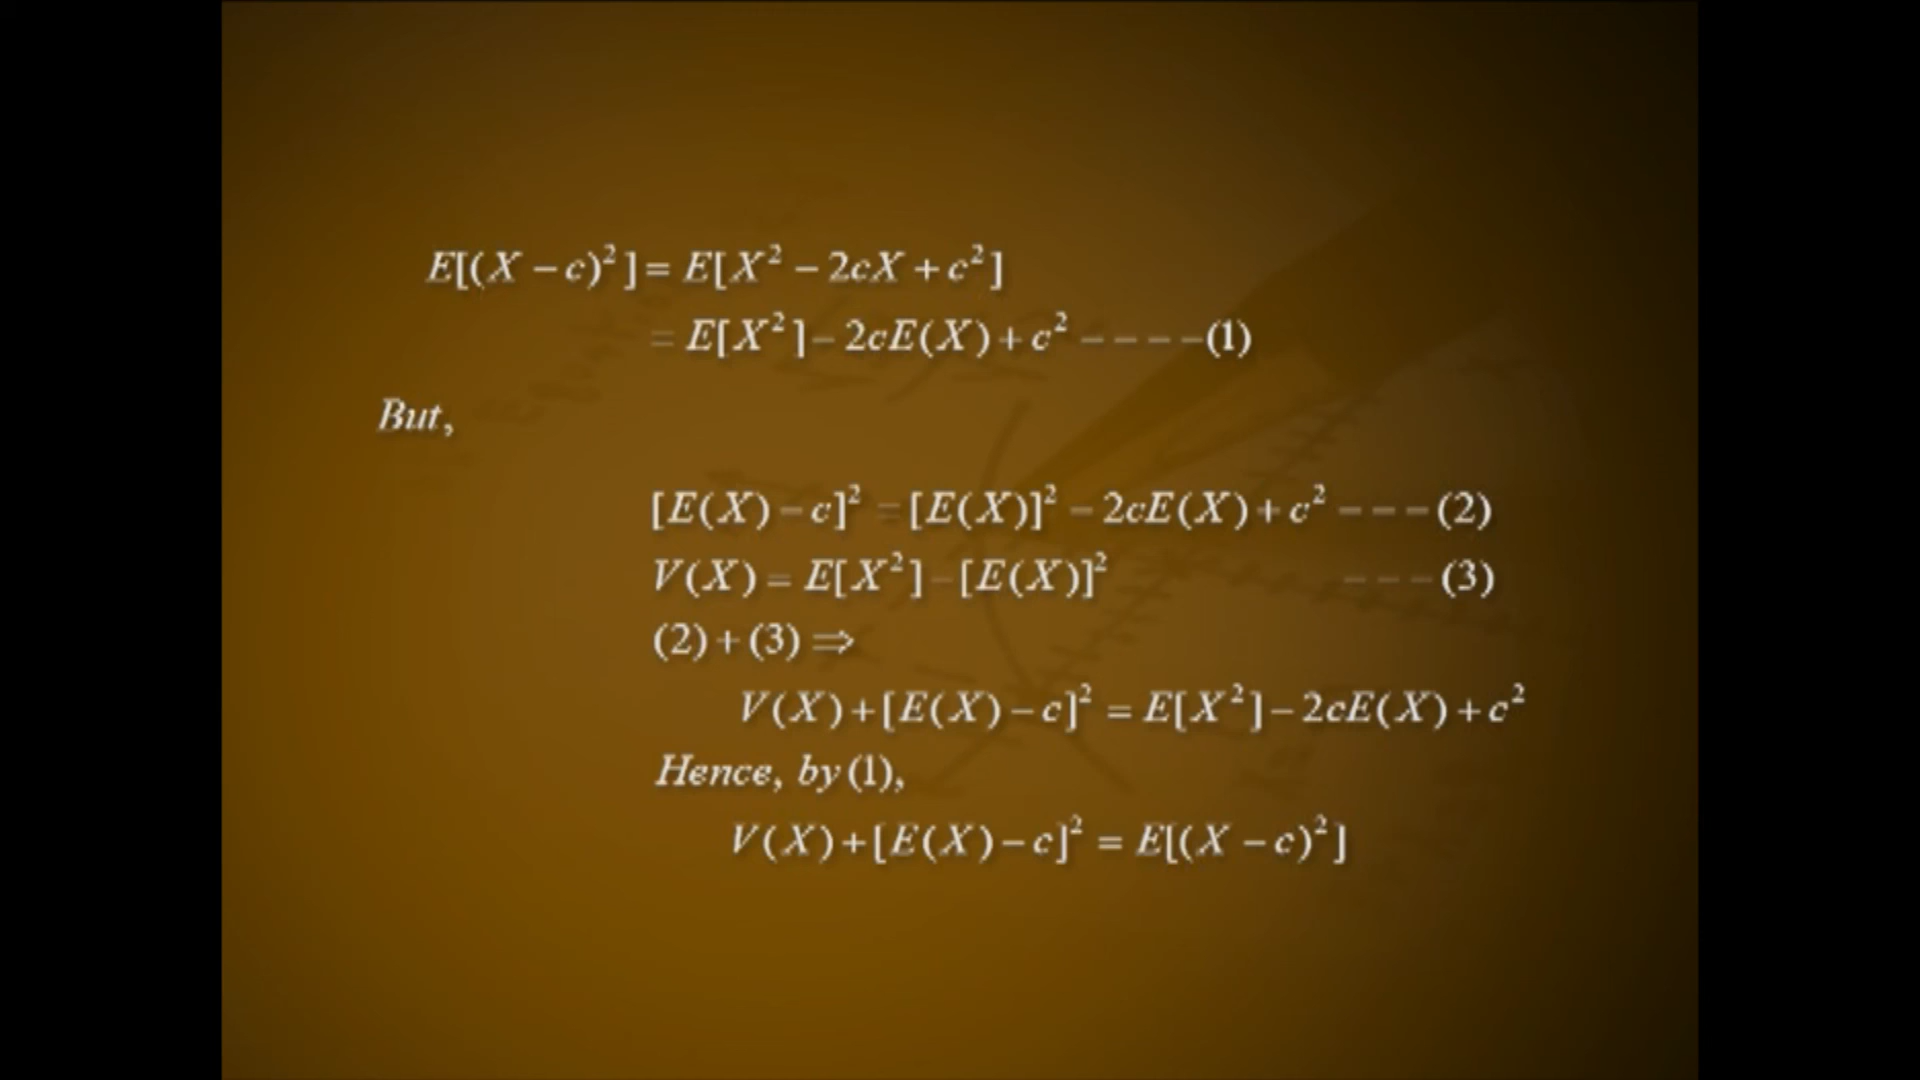 E[(X − c)² ] = E[X² − 2cX + c² ]
= E[X² ] − 2cE(X) + c² − − − −(1)
But,
[E(X) − c]² = [E(X)]² − 2cE(X) + c² − − −(2)
V(X) = E[X² ] − [E(X)]² − − −(3)
(2) + (3) ⇒
V(X) + [E(X) − c]² = E[X² ] − 2cE(X) + c²
Hence, by (1),
V(X) + [E(X) − c]² = E[(X − c)² ]